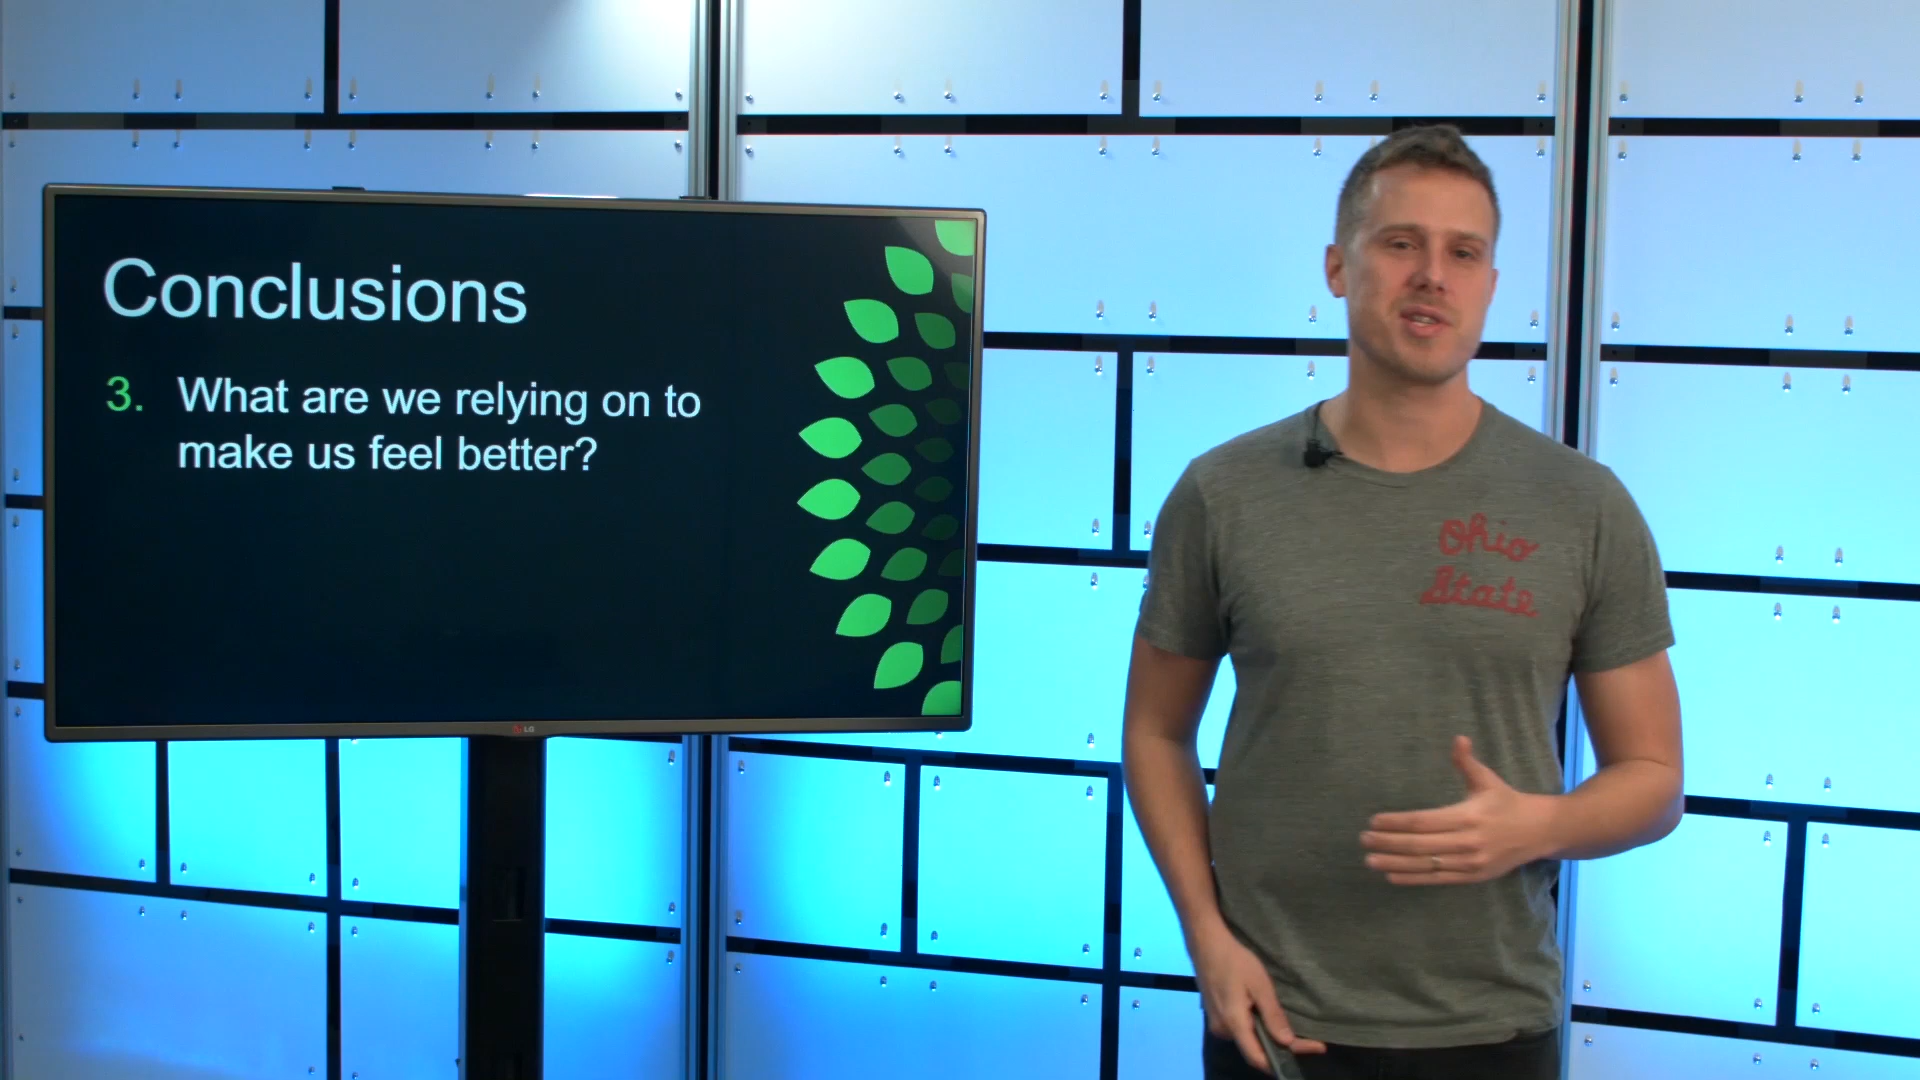 Conclusions
3. What are we relying on to
make us feel better?
LG
Ohio
State